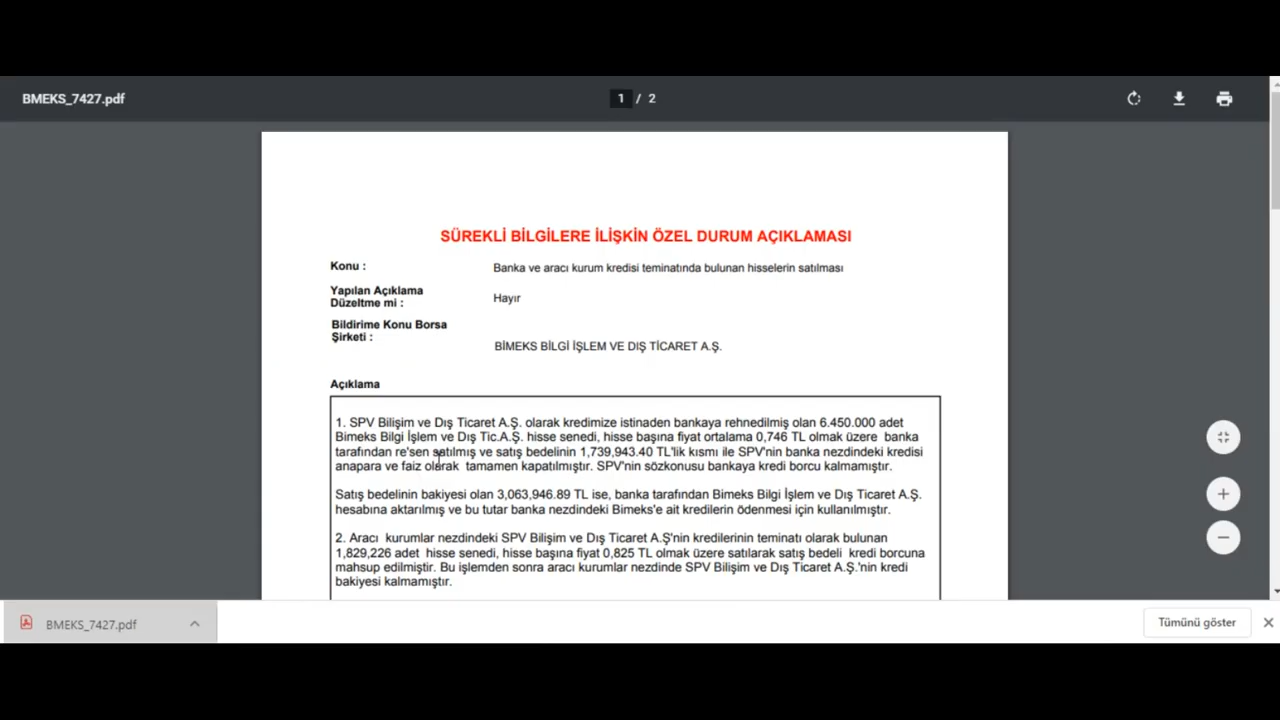 BMEKS_7427.pdf
1 / 2
SÜREKLİ BİLGİLERE İLİŞKİN ÖZEL DURUM AÇIKLAMASI
Konu : Banka ve aracı kurum kredisi teminatında bulunan hisselerin satılması
Yapılan Açıklama
Düzeltme mi : Hayır
Bildirime Konu Borsa
Şirketi : BİMEKS BİLGİ İŞLEM VE DIŞ TİCARET A.Ş.
Açıklama
1. SPV Bilişim ve Dış Ticaret A.Ş. olarak kredimize istinaden bankaya rehnedilmiş olan 6.450.000 adet
Bimeks Bilgi İşlem ve Dış Tic.A.Ş. hisse senedi, hisse başına fiyat ortalama 0,746 TL olmak üzere banka
tarafından re'sen satılmış ve satış bedelinin 1,739,943.40 TL'lik kısmı ile SPV'nin banka nezdindeki kredisi
anapara ve faiz olarak tamamen kapatılmıştır. SPV'nin sözkonusu bankaya kredi borcu kalmamıştır.
Satış bedelinin bakiyesi olan 3,063,946.89 TL ise, banka tarafından Bimeks Bilgi İşlem ve Dış Ticaret A.Ş.
hesabına aktarılmış ve bu tutar banka nezdindeki Bimeks'e ait kredilerin ödenmesi için kullanılmıştır.
2. Aracı kurumlar nezdindeki SPV Bilişim ve Dış Ticaret A.Ş'nin kredilerinin teminatı olarak bulunan
1,829,226 adet hisse senedi, hisse başına fiyat 0,825 TL olmak üzere satılarak satış bedeli kredi borcuna
mahsup edilmiştir. Bu işlemden sonra aracı kurumlar nezdinde SPV Bilişim ve Dış Ticaret A.Ş.'nin kredi
bakiyesi kalmamıştır.
BMEKS_7427.pdf
Tümünü göster